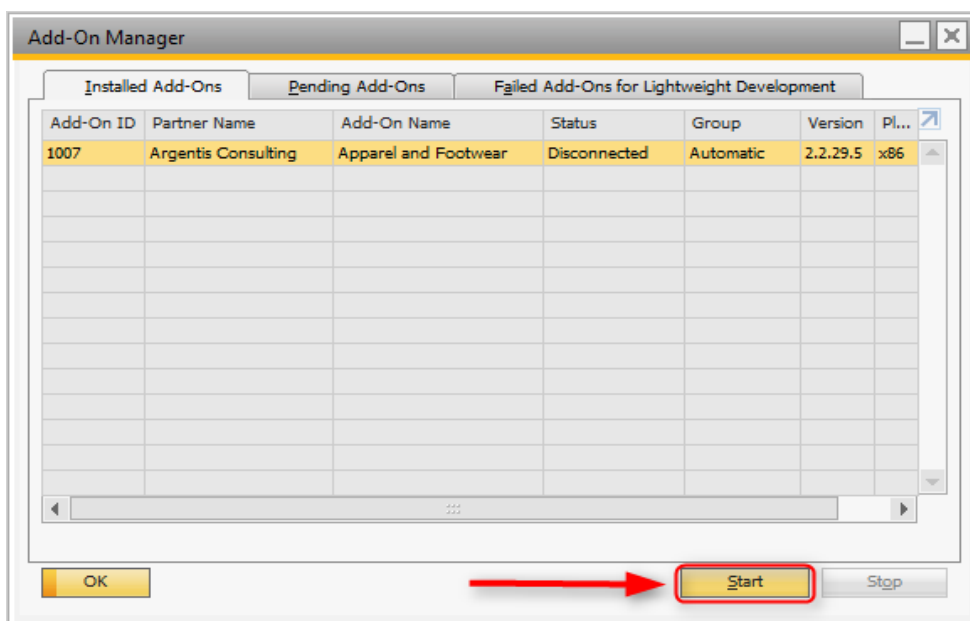 Add-On Manager
Installed Add-Ons Pending Add-Ons Failed Add-Ons for Lightweight Development
Add-On ID Partner Name Add-On Name Status Group Version Pl...
1007 Argentis Consulting Apparel and Footwear Disconnected Automatic 2.2.29.5 x86
OK Start Stop